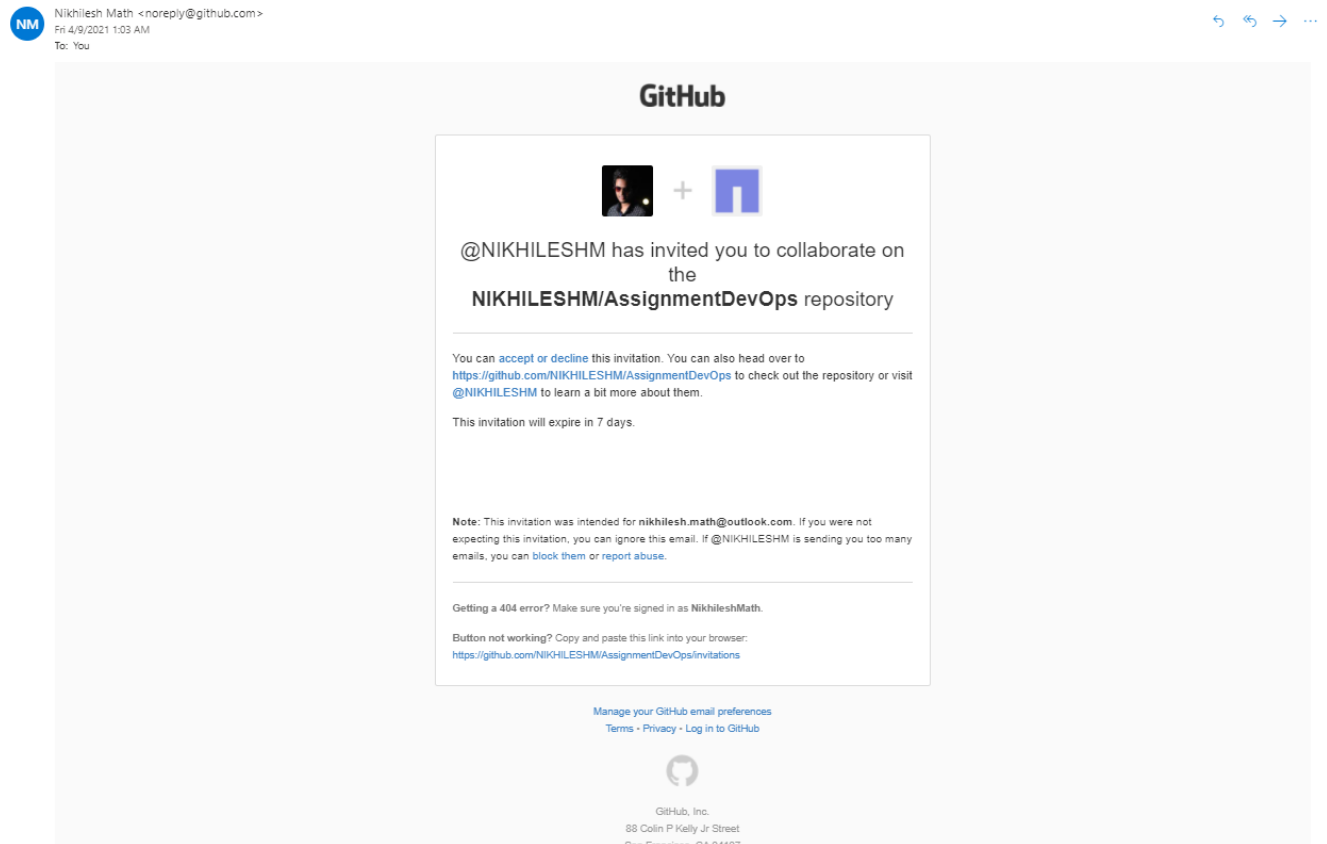 NM
Nikhilesh Math <noreply@github.com>
Fri 4/9/2021 1:03 AM
To: You
GitHub
@NIKHILESHM has invited you to collaborate on
the
NIKHILESHM/AssignmentDevOps repository
You can accept or decline this invitation. You can also head over to
https://github.com/NIKHILESHM/AssignmentDevOps to check out the repository or visit
@NIKHILESHM to learn a bit more about them.
This invitation will expire in 7 days.
Note: This invitation was intended for nikhilesh.math@outlook.com. If you were not
expecting this invitation, you can ignore this email. If @NIKHILESHM is sending you too many
emails, you can block them or report abuse.
Getting a 404 error? Make sure you're signed in as NikhileshMath.
Button not working? Copy and paste this link into your browser:
https://github.com/NIKHILESHM/AssignmentDevOps/invitations
Manage your GitHub email preferences
Terms • Privacy • Log in to GitHub
GitHub, Inc.
88 Colin P Kelly Jr Street